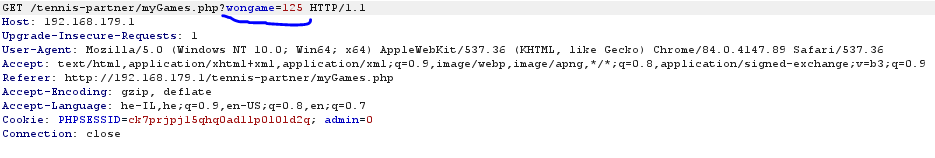 GET /tennis-partner/myGames.php?wongame=125 HTTP/1.1
Host: 192.168.179.1
Upgrade-Insecure-Requests: 1
User-Agent: Mozilla/5.0 (Windows NT 10.0; Win64; x64) AppleWebKit/537.36 (KHTML, like Gecko) Chrome/84.0.4147.89 Safari/537.36
Accept: text/html,application/xhtml+xml,application/xml;q=0.9,image/webp,image/apng,*/*;q=0.8,application/signed-exchange;v=b3;q=0.9
Referer: http://192.168.179.1/tennis-partner/myGames.php
Accept-Encoding: gzip, deflate
Accept-Language: he-IL,he;q=0.9,en-US;q=0.8,en;q=0.7
Cookie: PHPSESSID=ck7prjpjl5qhq0ad1lp0l0ld2q; admin=0
Connection: close